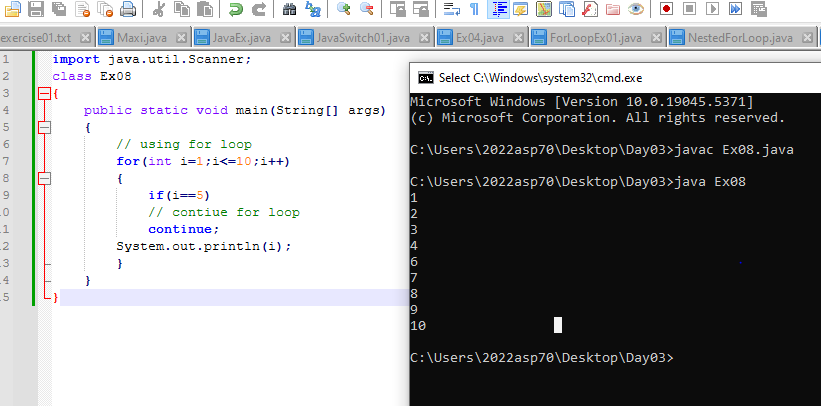 exercise01.txt Maxi.java JavaEx.java JavaSwitch01.java Ex04.java ForLoopEx01.java NestedForLoop.java
1 import java.util.Scanner;
2 class Ex08
3 {
4 public static void main(String[] args)
5 {
6 // using for loop
7 for(int i=1;i<=10;i++)
8 {
9 if(i==5)
10 // contiue for loop
11 continue;
12 System.out.println(i);
13 }
14 }
15 }
Select C:\Windows\system32\cmd.exe
Microsoft Windows [Version 10.0.19045.5371]
(c) Microsoft Corporation. All rights reserved.
C:\Users\2022asp70\Desktop\Day03>javac Ex08.java
C:\Users\2022asp70\Desktop\Day03>java Ex08
1
2
3
4
6
7
8
9
10
C:\Users\2022asp70\Desktop\Day03>